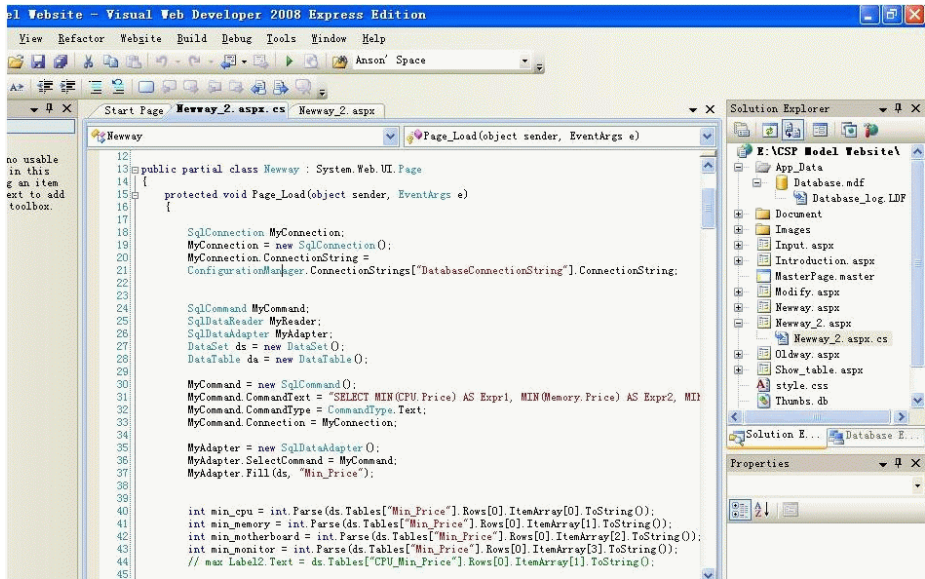 el Website - Visual Web Developer 2008 Express Edition
View Refactor Website Build Debug Tools Window Help
Anson' Space
Start Page Newway_2.aspx.cs Newway_2.aspx
Newway
Page_Load(object sender, EventArgs e)
no usable
in this
g an item
ext to add
toolbox.
12
13 public partial class Newway : System.Web.UI.Page
14 {
15 protected void Page_Load(object sender, EventArgs e)
16 {
17
18 SqlConnection MyConnection;
19 MyConnection = new SqlConnection();
20 MyConnection.ConnectionString =
21 ConfigurationManager.ConnectionStrings["DatabaseConnectionString"].ConnectionString;
22
23
24 SqlCommand MyCommand;
25 SqlDataReader MyReader;
26 SqlDataAdapter MyAdapter;
27 DataSet ds = new DataSet();
28 DataTable da = new DataTable();
29
30 MyCommand = new SqlCommand();
31 MyCommand.CommandText = "SELECT MIN(CPU.Price) AS Expr1, MIN(Memory.Price) AS Expr2, MIN
32 MyCommand.CommandType = CommandType.Text;
33 MyCommand.Connection = MyConnection;
34
35 MyAdapter = new SqlDataAdapter();
36 MyAdapter.SelectCommand = MyCommand;
37 MyAdapter.Fill(ds, "Min_Price");
38
39
40 int min_cpu = int.Parse(ds.Tables["Min_Price"].Rows[0].ItemArray[0].ToString());
41 int min_memory = int.Parse(ds.Tables["Min_Price"].Rows[0].ItemArray[1].ToString());
42 int min_motherboard = int.Parse(ds.Tables["Min_Price"].Rows[0].ItemArray[2].ToString());
43 int min_monitor = int.Parse(ds.Tables["Min_Price"].Rows[0].ItemArray[3].ToString());
44 // max Label2.Text = ds.Tables["CPU_Min_Price"].Rows[0].ItemArray[1].ToString();
45
Solution Explorer
E:\CSP Model Website\
App_Data
Database.mdf
Database_log.LDF
Document
Images
Input.aspx
Introduction.aspx
MasterPage.master
Modify.aspx
Newway.aspx
Newway_2.aspx
Newway_2.aspx.cs
Oldway.aspx
Show_table.aspx
style.css
Thumbs.db
Solution E... Database E...
Properties